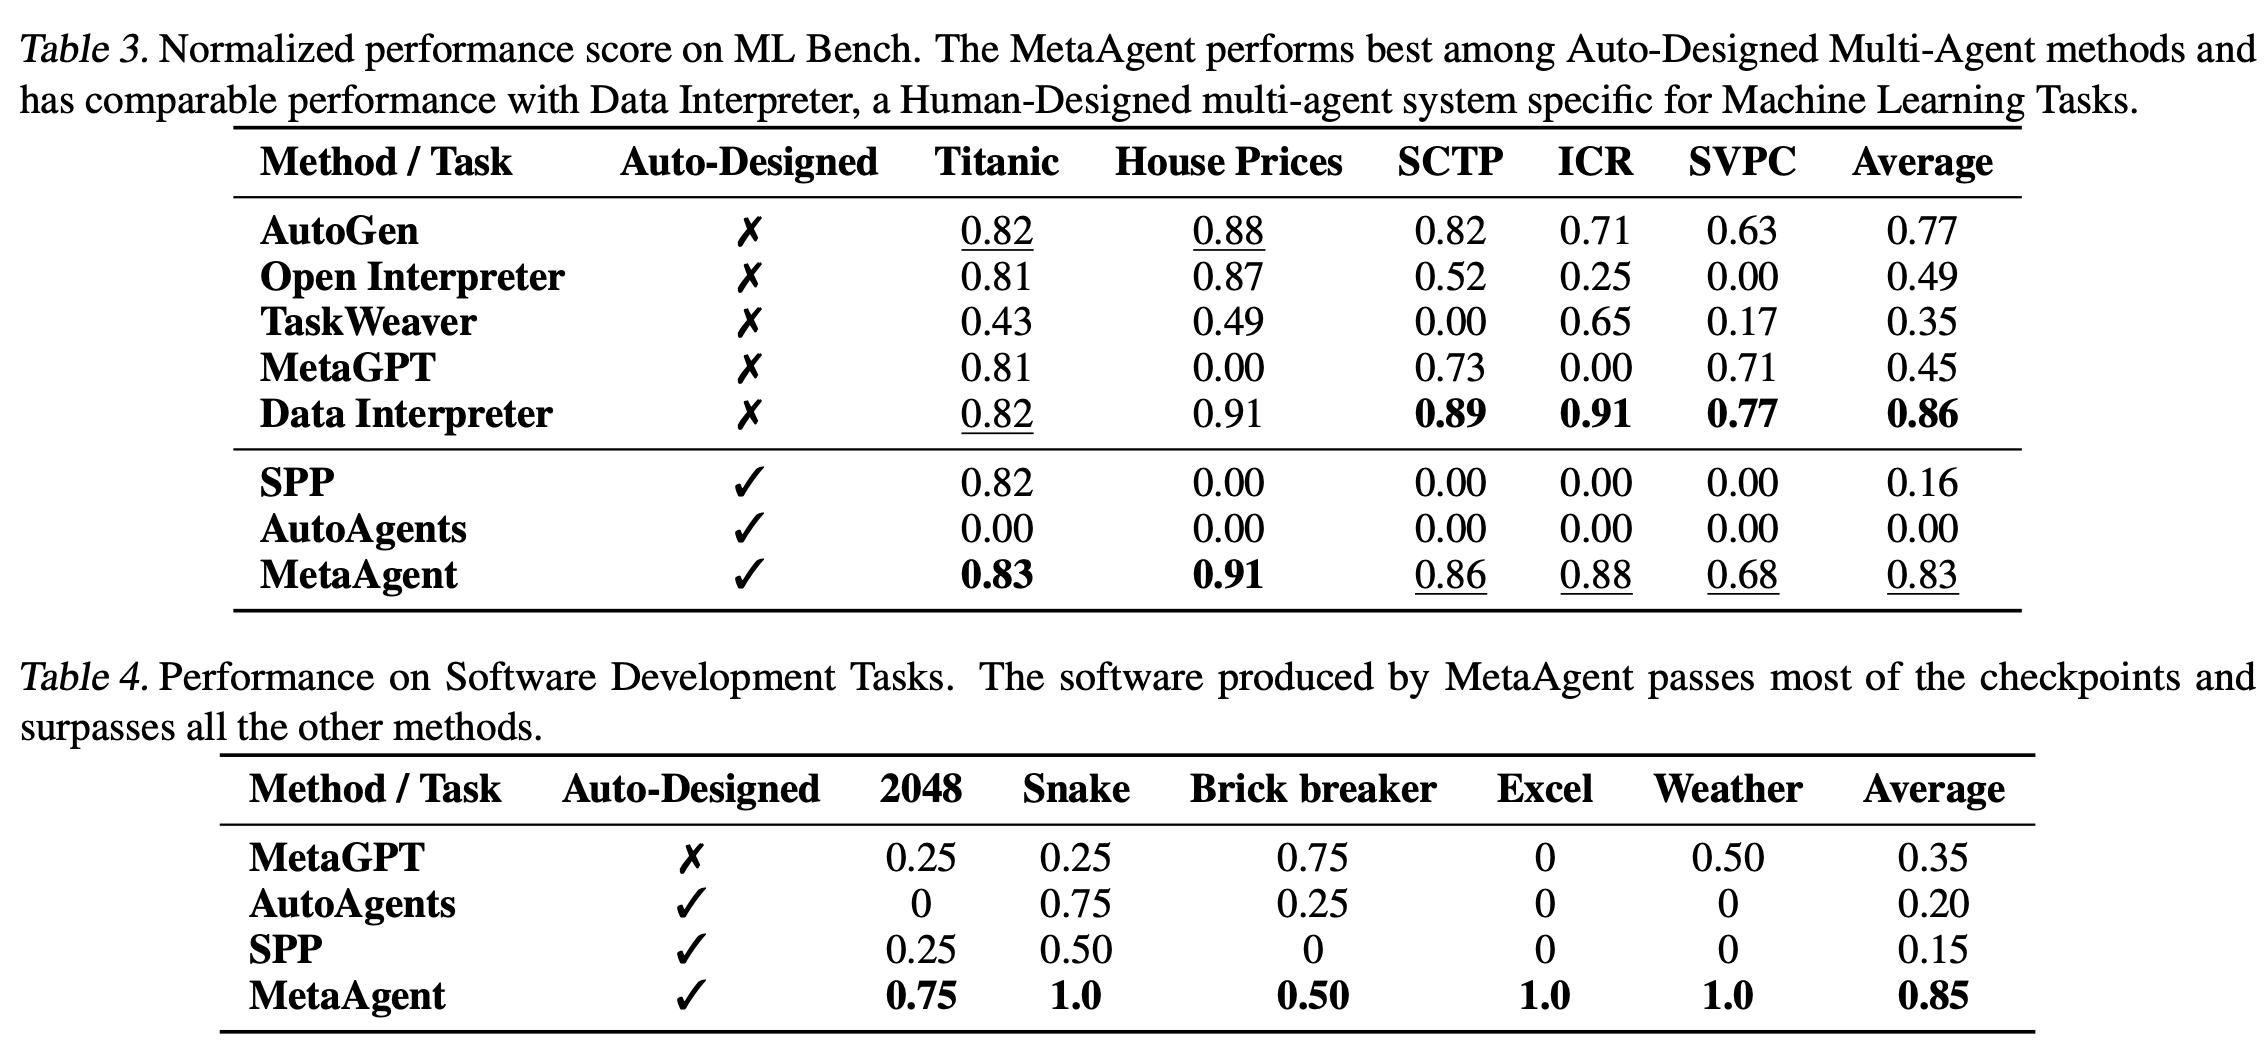 Table 3. Normalized performance score on ML Bench. The MetaAgent performs best among Auto-Designed Multi-Agent methods and
has comparable performance with Data Interpreter, a Human-Designed multi-agent system specific for Machine Learning Tasks.
Method / Task Auto-Designed Titanic House Prices SCTP ICR SVPC Average
AutoGen ✗ 0.82 0.88 0.82 0.71 0.63 0.77
Open Interpreter ✗ 0.81 0.87 0.52 0.25 0.00 0.49
TaskWeaver ✗ 0.43 0.49 0.00 0.65 0.17 0.35
MetaGPT ✗ 0.81 0.00 0.73 0.00 0.71 0.45
Data Interpreter ✗ 0.82 0.91 0.89 0.91 0.77 0.86
SPP ✓ 0.82 0.00 0.00 0.00 0.00 0.16
AutoAgents ✓ 0.00 0.00 0.00 0.00 0.00 0.00
MetaAgent ✓ 0.83 0.91 0.86 0.88 0.68 0.83
Table 4. Performance on Software Development Tasks. The software produced by MetaAgent passes most of the checkpoints and
surpasses all the other methods.
Method / Task Auto-Designed 2048 Snake Brick breaker Excel Weather Average
MetaGPT ✗ 0.25 0.25 0.75 0 0.50 0.35
AutoAgents ✓ 0 0.75 0.25 0 0 0.20
SPP ✓ 0.25 0.50 0 0 0 0.15
MetaAgent ✓ 0.75 1.0 0.50 1.0 1.0 0.85